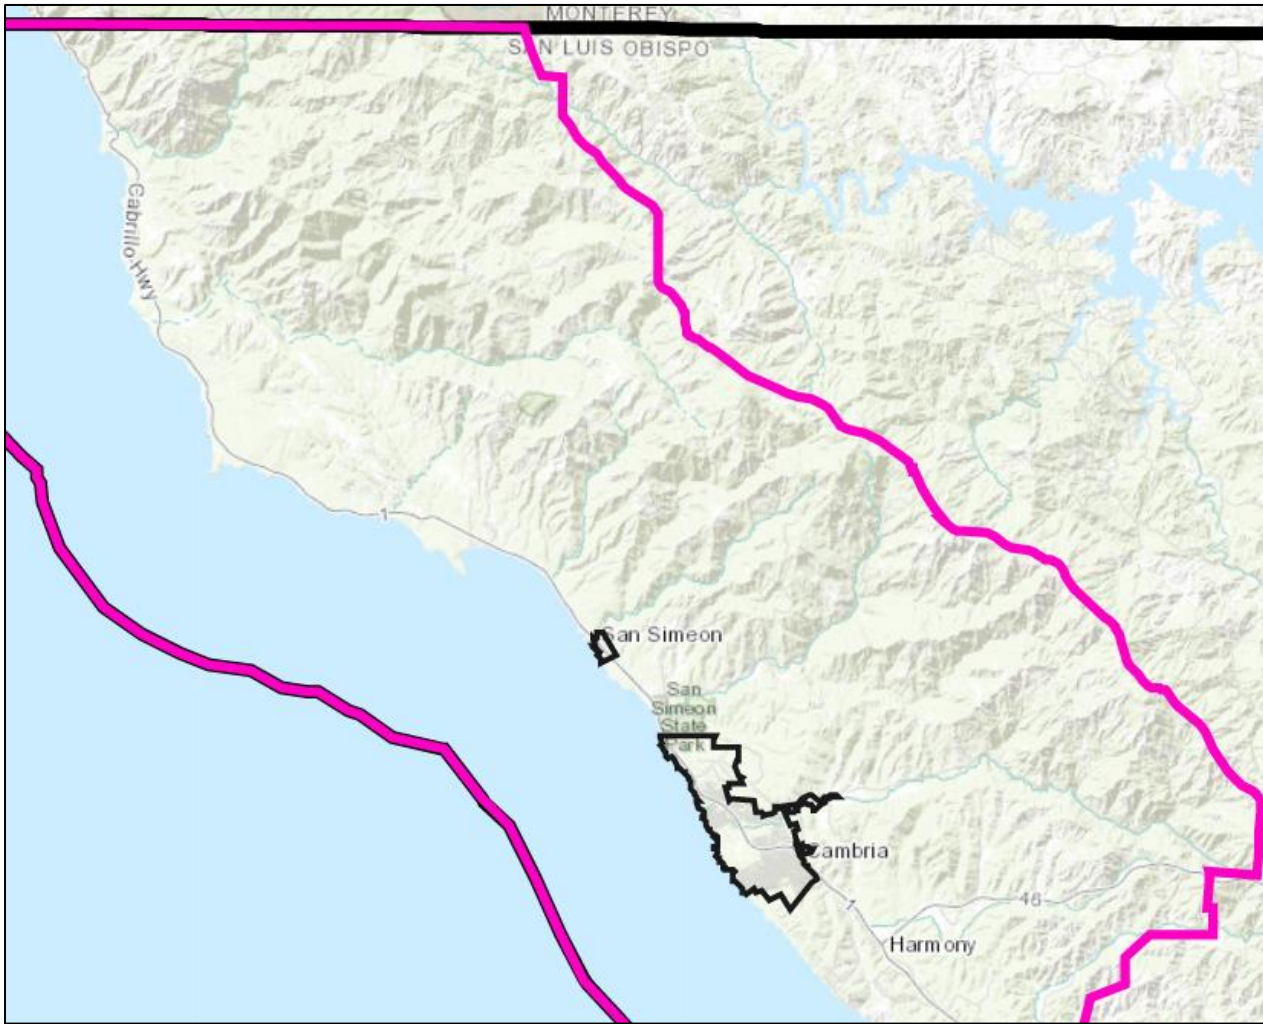 MONTEREY
SAN LUIS OBISPO
Cabrillo Hwy
1
San Simeon
San
Simeon
State
Park
Cambria
1
46
Harmony